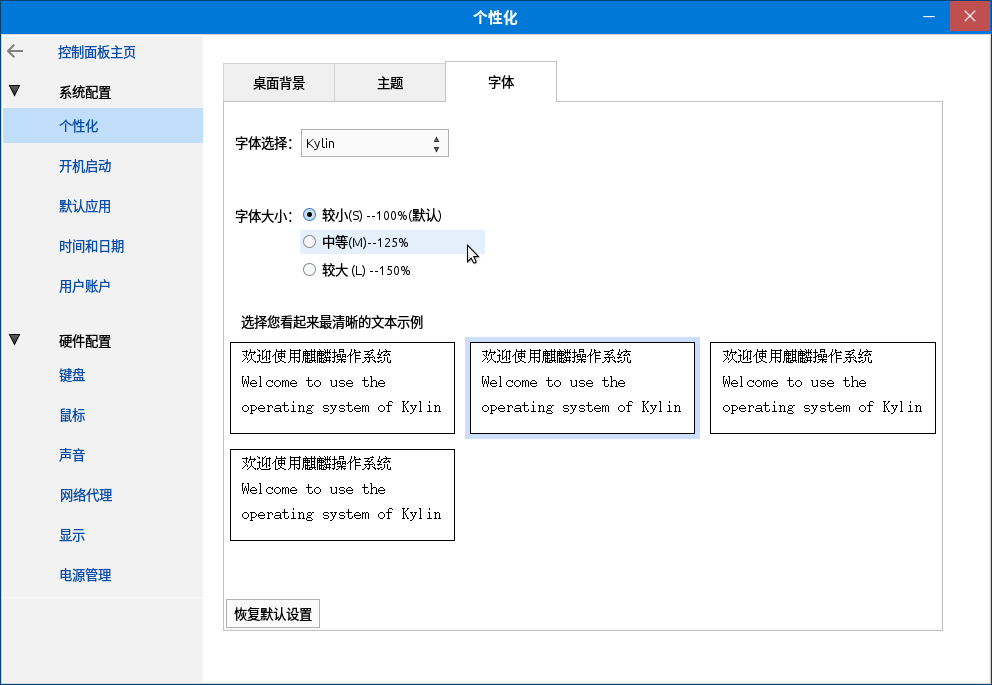 个性化
控制面板主页
系统配置
个性化
开机启动
默认应用
时间和日期
用户账户
硬件配置
键盘
鼠标
声音
网络代理
显示
电源管理
桌面背景
主题
字体
字体选择: Kylin
字体大小: 较小(S) --100%(默认)
中等(M)--125%
较大 (L) --150%
选择您看起来最清晰的文本示例
欢迎使用麒麟操作系统
Welcome to use the
operating system of Kylin
欢迎使用麒麟操作系统
Welcome to use the
operating system of Kylin
欢迎使用麒麟操作系统
Welcome to use the
operating system of Kylin
欢迎使用麒麟操作系统
Welcome to use the
operating system of Kylin
恢复默认设置